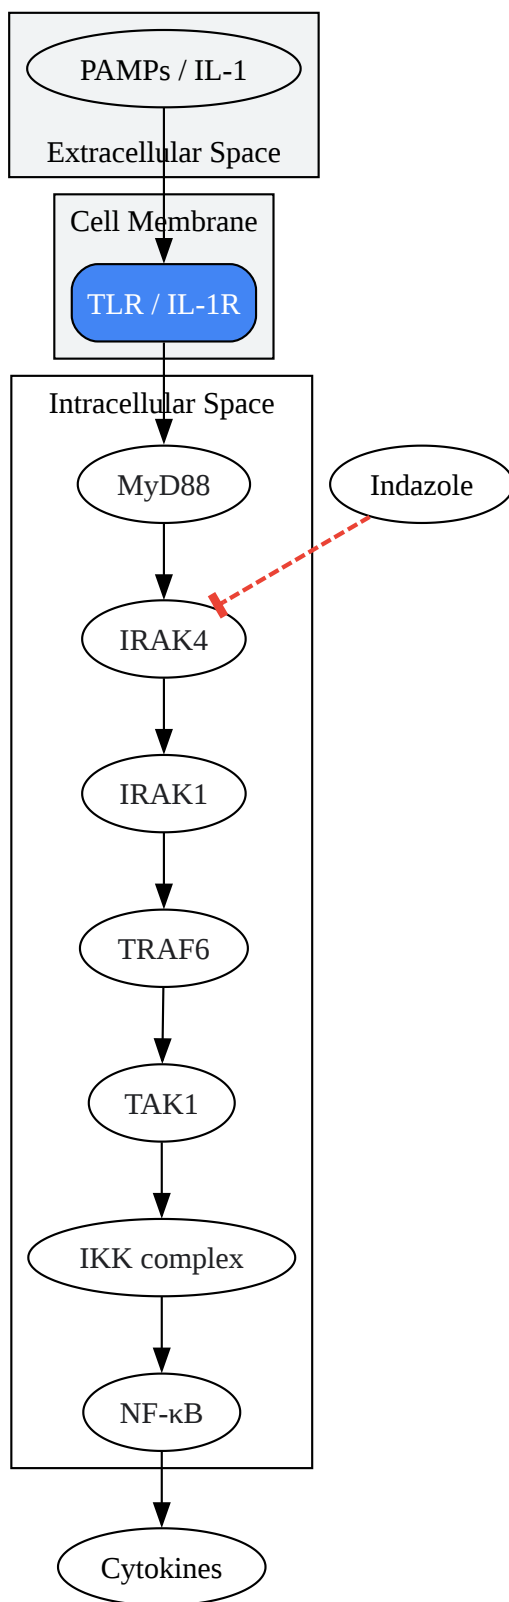 PAMPs / IL-1
Extracellular Space
Cell Membrane
TLR / IL-1R
Intracellular Space
MyD88
Indazole
IRAK4
IRAK1
TRAF6
TAK1
IKK complex
NF-κB
Cytokines